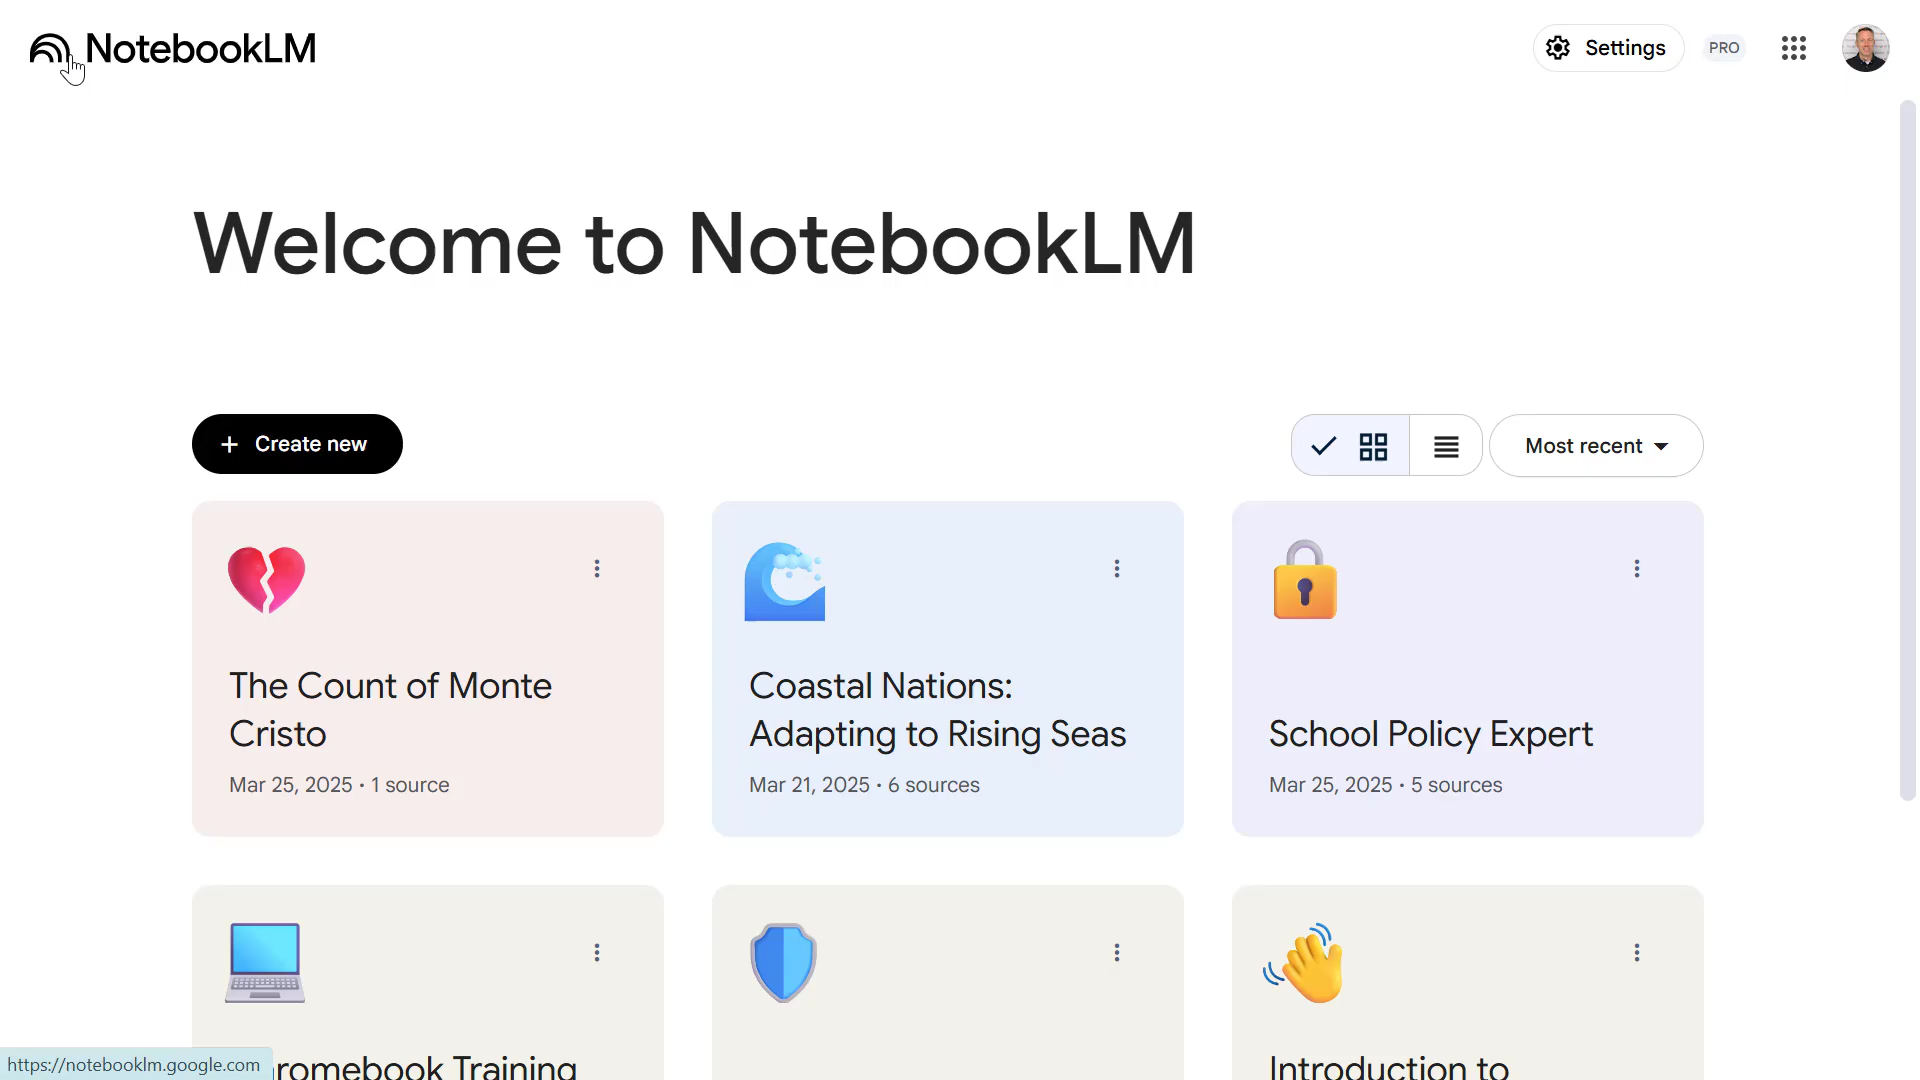 NotebookLM
Settings
PRO
Welcome to NotebookLM
+ Create new
Most recent
The Count of Monte
Cristo
Mar 25, 2025 • 1 source
Coastal Nations:
Adapting to Rising Seas
Mar 21, 2025 • 6 sources
School Policy Expert
Mar 25, 2025 • 5 sources
romebook Training
Introduction to
https://notebooklm.google.com